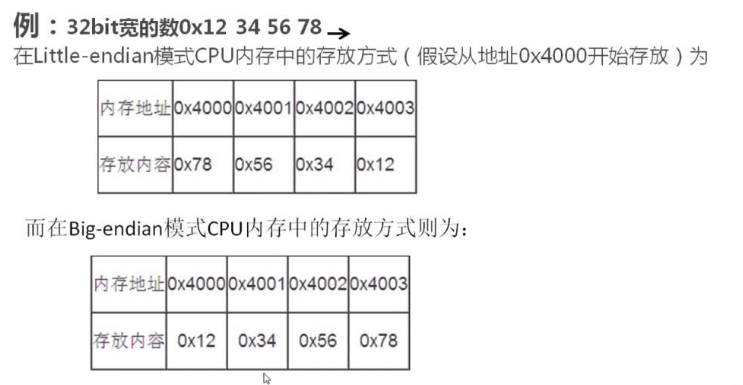 例：32bit宽的数0x12 34 56 78
在Little-endian模式CPU内存中的存放方式（假设从地址0x4000开始存放）为
内存地址 0x4000 0x4001 0x4002 0x4003
存放内容 0x78 0x56 0x34 0x12
而在Big-endian模式CPU内存中的存放方式则为：
内存地址 0x4000 0x4001 0x4002 0x4003
存放内容 0x12 0x34 0x56 0x78